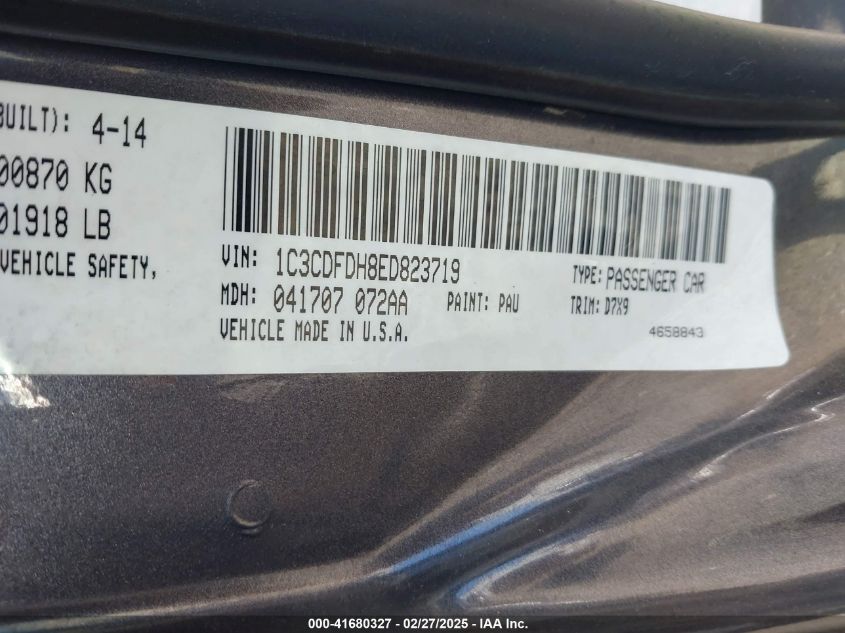 BUILT): 4-14
00870 KG
01918 LB
VEHICLE SAFETY,
VIN: 1C3CDFDH8ED823719
TYPE: PASSENGER CAR
MDH: 041707 072AA PAINT: PAU TRIM: D7X9
VEHICLE MADE IN U.S.A.
4658843
000-41680327 - 02/27/2025 - IAA Inc.